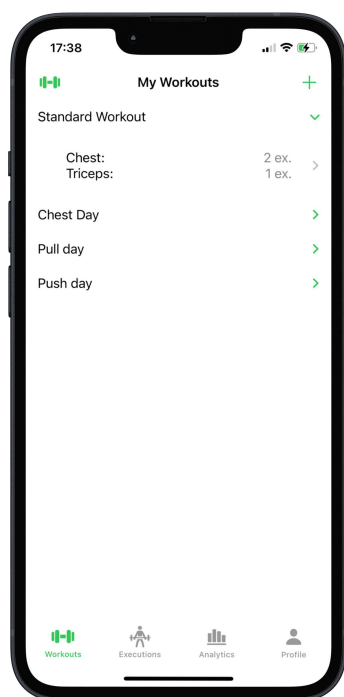 17:38
My Workouts
Standard Workout
Chest: 2 ex.
Triceps: 1 ex.
Chest Day
Pull day
Push day
Workouts Executions Analytics Profile